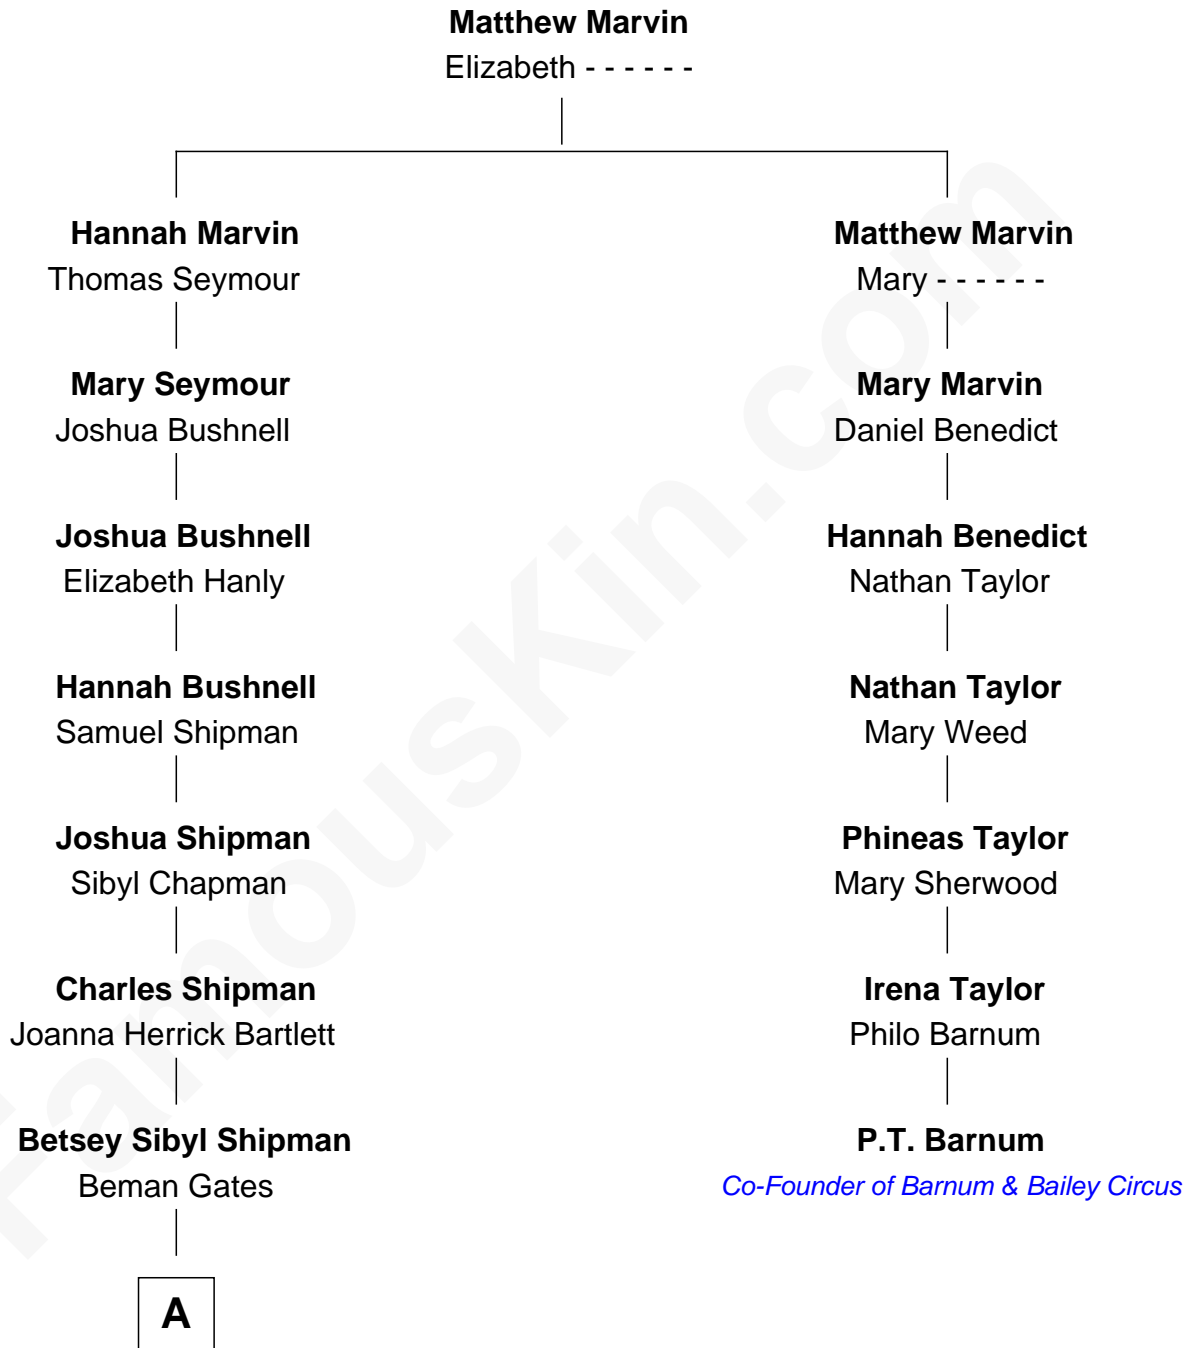 Matthew Marvin
Elizabeth - - - - - -
Hannah Marvin
Thomas Seymour
Matthew Marvin
Mary - - - - - -
Mary Seymour
Joshua Bushnell
Mary Marvin
Daniel Benedict
Joshua Bushnell
Elizabeth Hanly
Hannah Benedict
Nathan Taylor
Hannah Bushnell
Samuel Shipman
Nathan Taylor
Mary Weed
Joshua Shipman
Sibyl Chapman
Phineas Taylor
Mary Sherwood
Charles Shipman
Joanna Herrick Bartlett
Irena Taylor
Philo Barnum
Betsey Sibyl Shipman
Beman Gates
P.T. Barnum
Co-Founder of Barnum & Bailey Circus
A
FamousKin.com